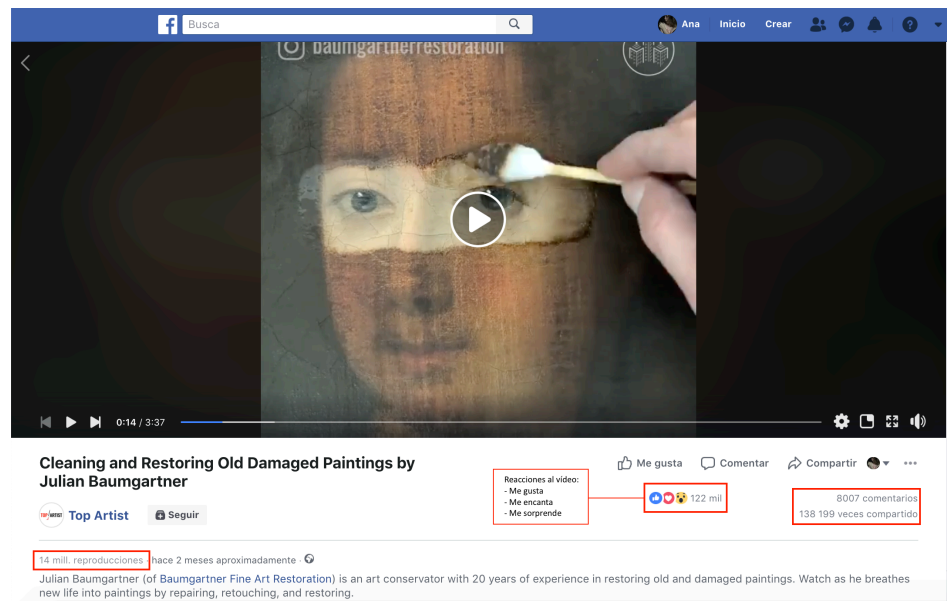 Busca
Ana Inicio Crear
baumgartnerrestoration
0:14 / 3:37
Cleaning and Restoring Old Damaged Paintings by
Julian Baumgartner
Me gusta Comentar Compartir
Reacciones al vídeo:
- Me gusta
- Me encanta
- Me sorprende
122 mil
8007 comentarios
138 199 veces compartido
TOP ARTIST
Top Artist Seguir
14 mill. reproducciones · hace 2 meses aproximadamente ·
Julian Baumgartner (of Baumgartner Fine Art Restoration) is an art conservator with 20 years of experience in restoring old and damaged paintings. Watch as he breathes
new life into paintings by repairing, retouching, and restoring.